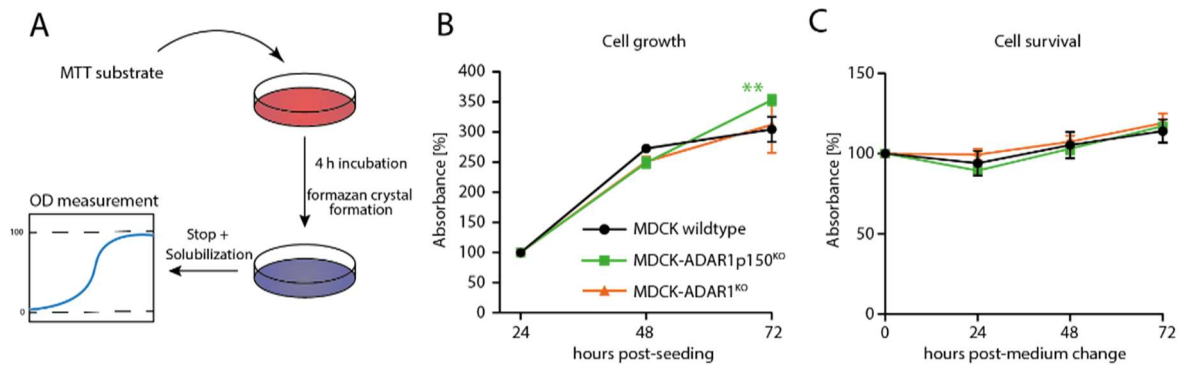 A
MTT substrate
4 h incubation
formazan crystal
formation
OD measurement
100
0
Stop +
Solubilization
B
Cell growth
Absorbance [%]
400
350
300
250
200
150
100
50
0
**
MDCK wildtype
MDCK-ADAR1p150ᴷᴼ
MDCK-ADAR1ᴷᴼ
24
48
72
hours post-seeding
C
Cell survival
Absorbance [%]
150
100
50
0
0
24
48
72
hours post-medium change